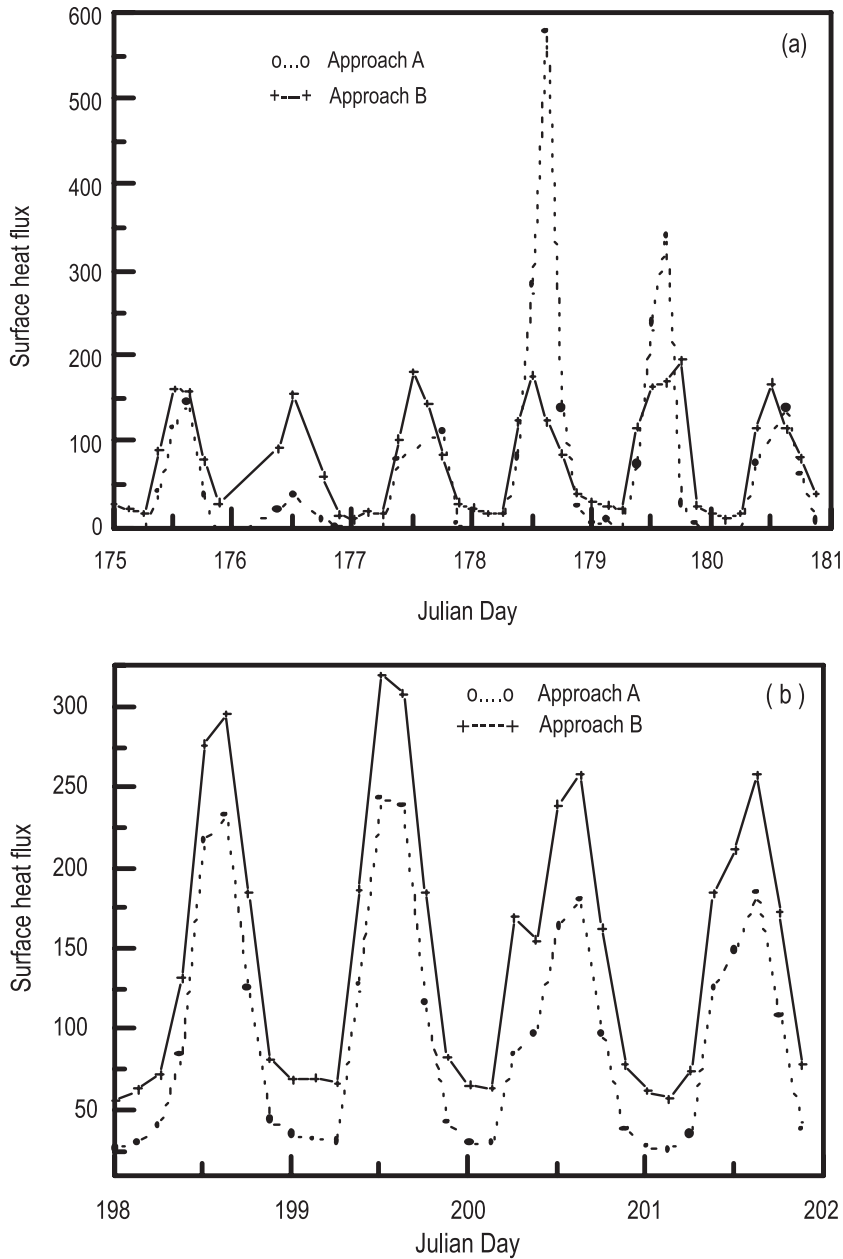 600
(a)
o...o Approach A
+--+ Approach B
500
400
300
200
100
0
Surface heat flux
175 176 177 178 179 180 181
Julian Day
( b )
o....o Approach A
+----+ Approach B
300
250
200
150
100
50
Surface heat flux
198 199 200 201 202
Julian Day